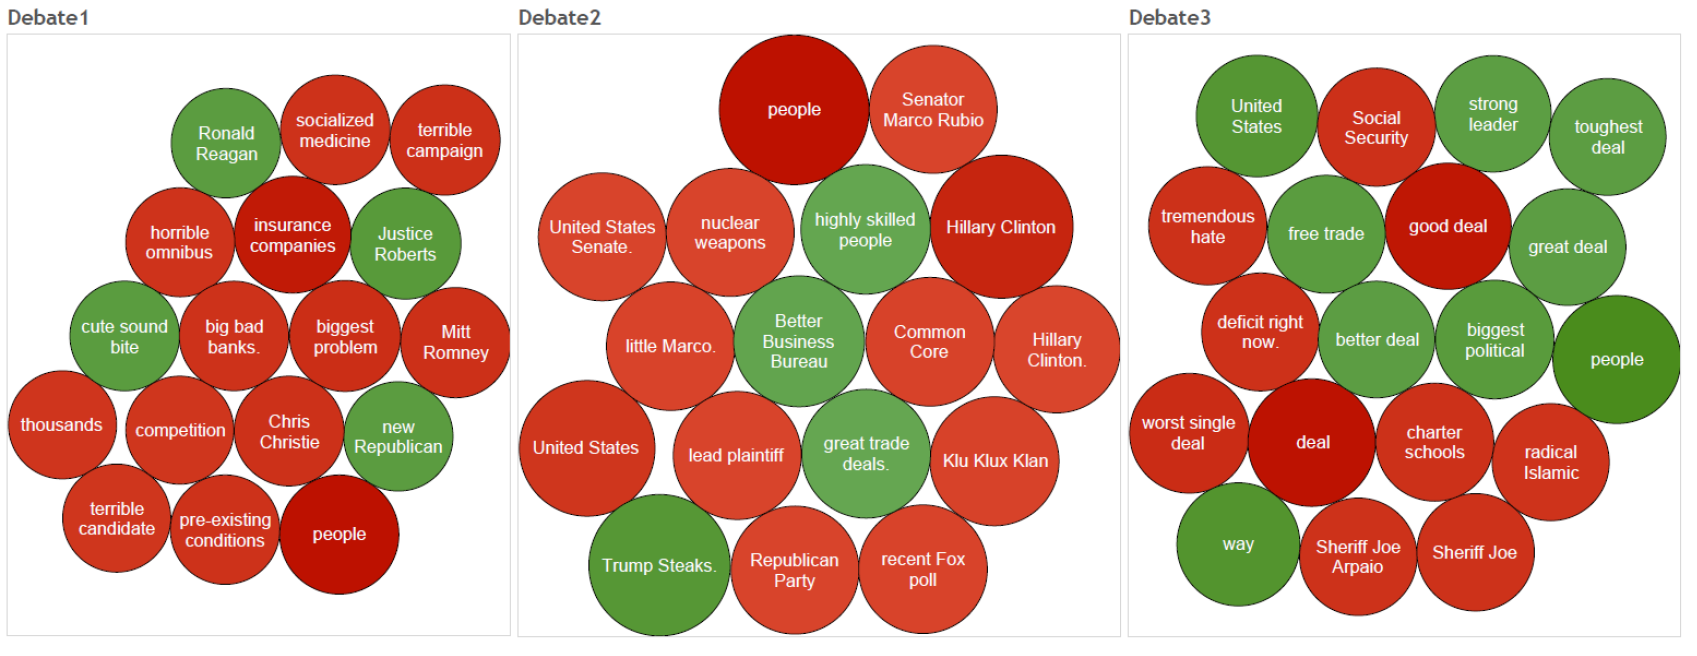 Debate1
Ronald
Reagan
socialized
medicine
terrible
campaign
horrible
omnibus
insurance
companies
Justice
Roberts
cute sound
bite
big bad
banks.
biggest
problem
Mitt
Romney
thousands
competition
Chris
Christie
new
Republican
terrible
candidate
pre-existing
conditions
people
Debate2
people
Senator
Marco Rubio
United States
Senate.
nuclear
weapons
highly skilled
people
Hillary Clinton
little Marco.
Better
Business
Bureau
Common
Core
Hillary
Clinton.
United States
lead plaintiff
great trade
deals.
Klu Klux Klan
Trump Steaks.
Republican
Party
recent Fox
poll
Debate3
United
States
Social
Security
strong
leader
toughest
deal
tremendous
hate
free trade
good deal
great deal
deficit right
now.
better deal
biggest
political
people
worst single
deal
deal
charter
schools
radical
Islamic
way
Sheriff Joe
Arpaio
Sheriff Joe